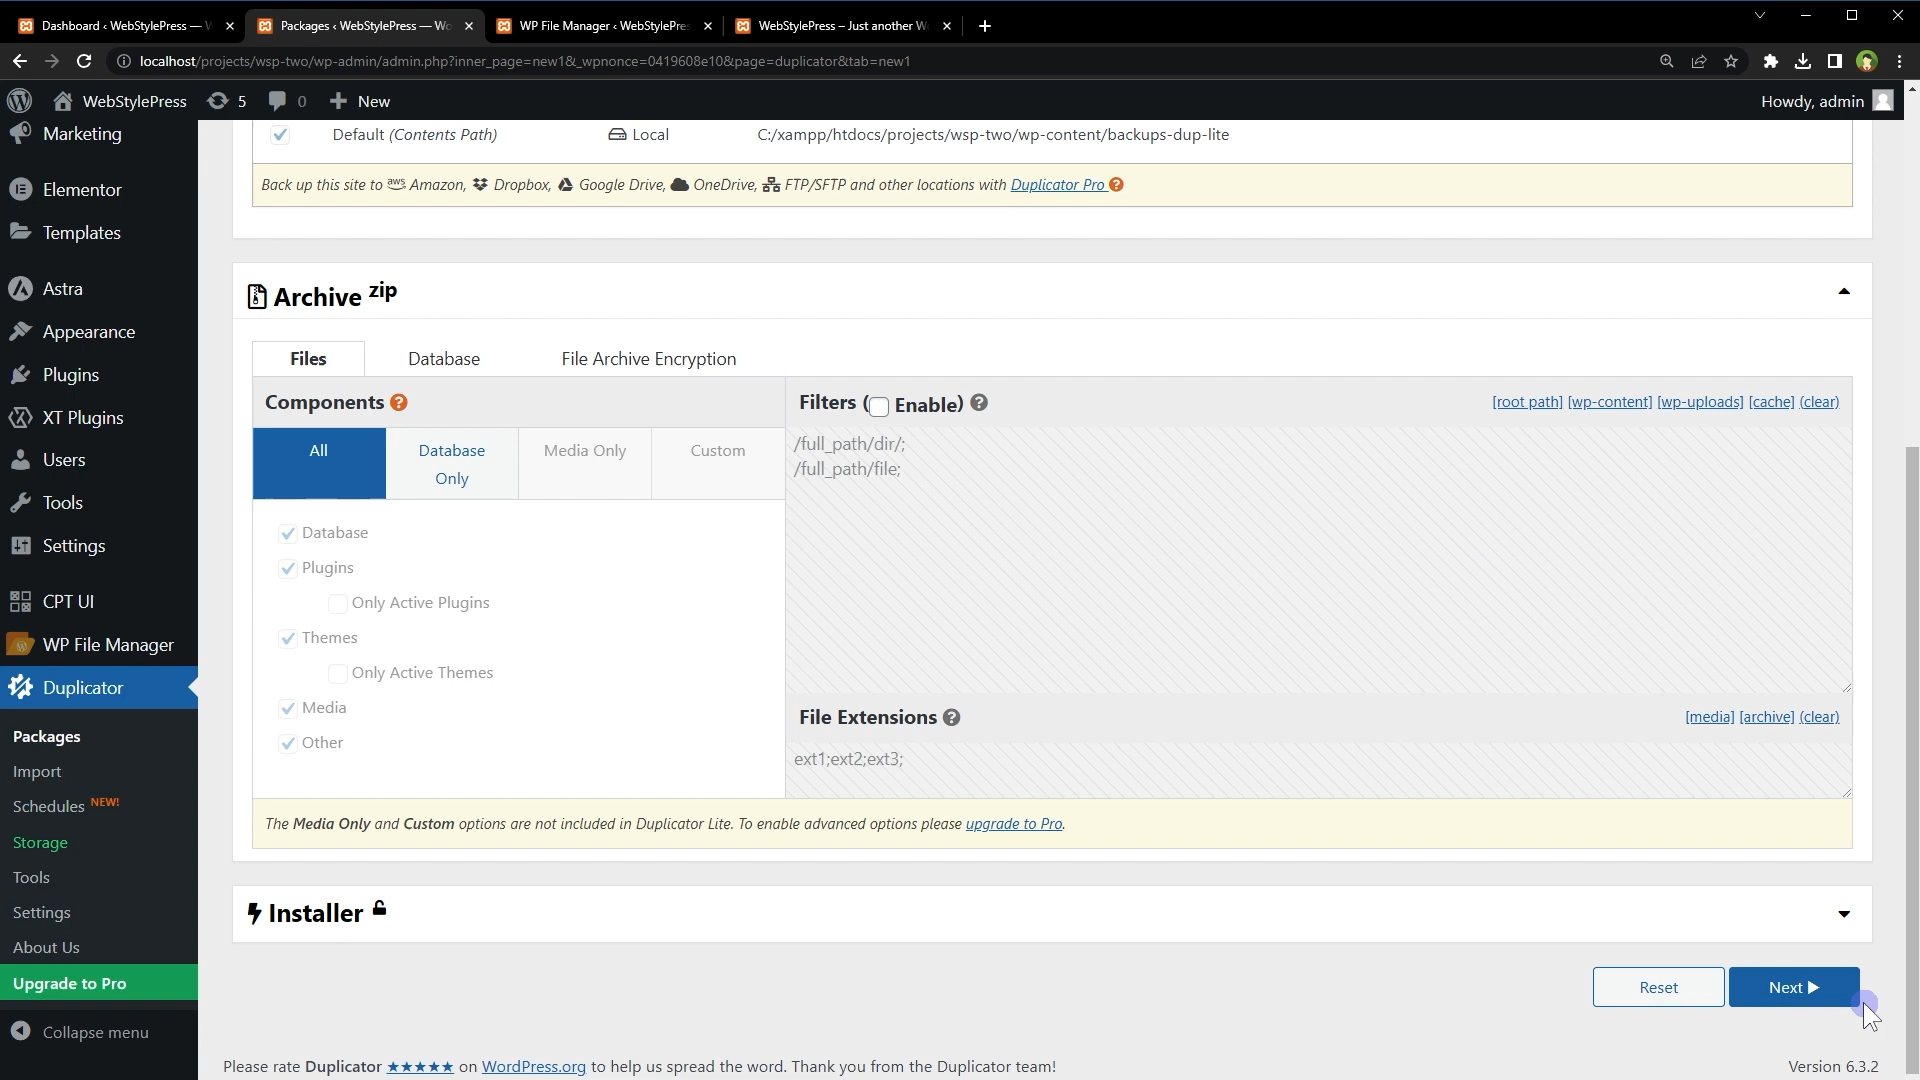 Dashboard ‹ WebStylePress — W
Packages ‹ WebStylePress — Wo
WP File Manager ‹ WebStylePres
WebStylePress – Just another W
localhost/projects/wsp-two/wp-admin/admin.php?inner_page=new1&_wpnonce=0419608e10&page=duplicator&tab=new1
WebStylePress 5 0 New Howdy, admin
Marketing
Elementor
Templates
Astra
Appearance
Plugins
XT Plugins
Users
Tools
Settings
CPT UI
WP File Manager
Duplicator
Packages
Import
Schedules NEW!
Storage
Tools
Settings
About Us
Upgrade to Pro
Collapse menu
Default (Contents Path) Local C:/xampp/htdocs/projects/wsp-two/wp-content/backups-dup-lite
Back up this site to aws Amazon, Dropbox, Google Drive, OneDrive, FTP/SFTP and other locations with Duplicator Pro ?
Archive zip
Files Database File Archive Encryption
Components ?
All Database Only Media Only Custom
Database
Plugins
Only Active Plugins
Themes
Only Active Themes
Media
Other
Filters ( Enable) ? [root path] [wp-content] [wp-uploads] [cache] (clear)
/full_path/dir/;
/full_path/file;
File Extensions ? [media] [archive] (clear)
ext1;ext2;ext3;
The Media Only and Custom options are not included in Duplicator Lite. To enable advanced options please upgrade to Pro.
Installer
Reset Next
Please rate Duplicator ★★★★★ on WordPress.org to help us spread the word. Thank you from the Duplicator team! Version 6.3.2